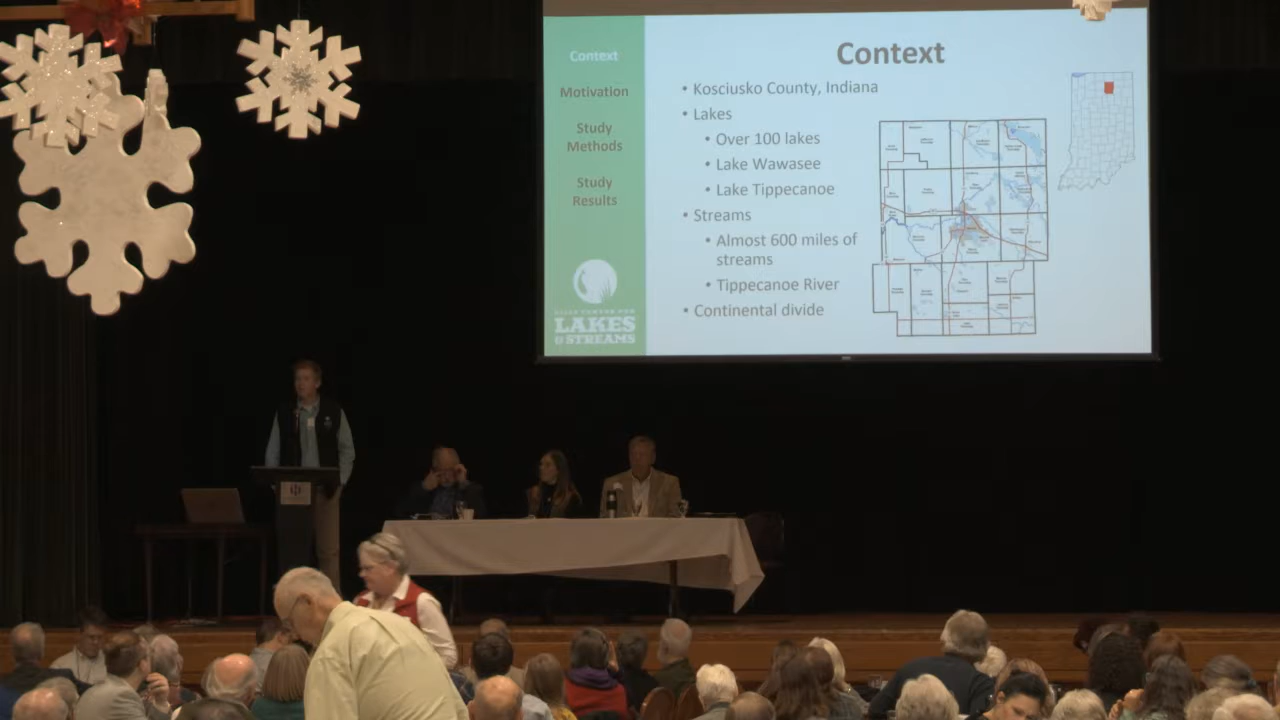 Context
Motivation
Study
Methods
Study
Results
LAKES
& STREAMS
Context
• Kosciusko County, Indiana
• Lakes
• Over 100 lakes
• Lake Wawasee
• Lake Tippecanoe
• Streams
• Almost 600 miles of
streams
• Tippecanoe River
• Continental divide